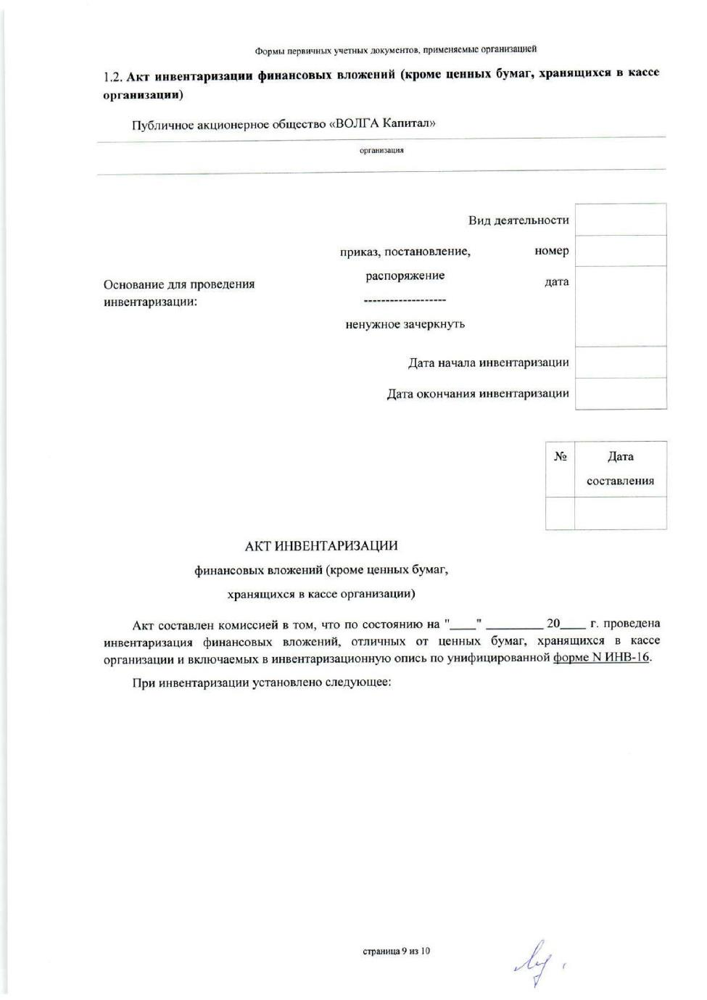 Формы первичных учетных документов, применяемые организацией
1.2. Акт инвентаризации финансовых вложений (кроме ценных бумаг, хранящихся в кассе
организации)
Публичное акционерное общество «ВОЛГА Капитал»
организация
Вид деятельности
приказ, постановление, номер
распоряжение
дата
Основание для проведения
инвентаризации:
-------------------
ненужное зачеркнуть
Дата начала инвентаризации
Дата окончания инвентаризации
№ Дата
составления
АКТ ИНВЕНТАРИЗАЦИИ
финансовых вложений (кроме ценных бумаг,
хранящихся в кассе организации)
Акт составлен комиссией в том, что по состоянию на "____" _________ 20____ г. проведена
инвентаризация финансовых вложений, отличных от ценных бумаг, хранящихся в кассе
организации и включаемых в инвентаризационную опись по унифицированной форме N ИНВ-16.
При инвентаризации установлено следующее:
страница 9 из 10